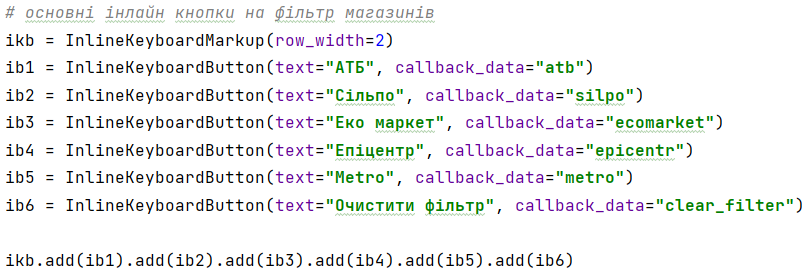 # основні інлайн кнопки на фільтр магазинів
ikb = InlineKeyboardMarkup(row_width=2)
ib1 = InlineKeyboardButton(text="АТБ", callback_data="atb")
ib2 = InlineKeyboardButton(text="Сільпо", callback_data="silpo")
ib3 = InlineKeyboardButton(text="Еко маркет", callback_data="ecomarket")
ib4 = InlineKeyboardButton(text="Епіцентр", callback_data="epicentr")
ib5 = InlineKeyboardButton(text="Metro", callback_data="metro")
ib6 = InlineKeyboardButton(text="Очистити фільтр", callback_data="clear_filter")
ikb.add(ib1).add(ib2).add(ib3).add(ib4).add(ib5).add(ib6)